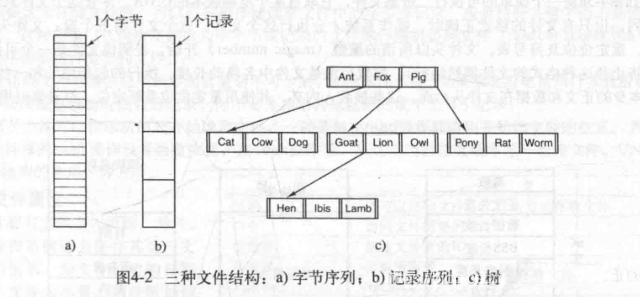 1个字节
1个记录
Ant Fox Pig
Cat Cow Dog Goat Lion Owl Pony Rat Worm
Hen Ibis Lamb
a) b) c)
图4-2 三种文件结构：a)字节序列；b)记录序列；c)树